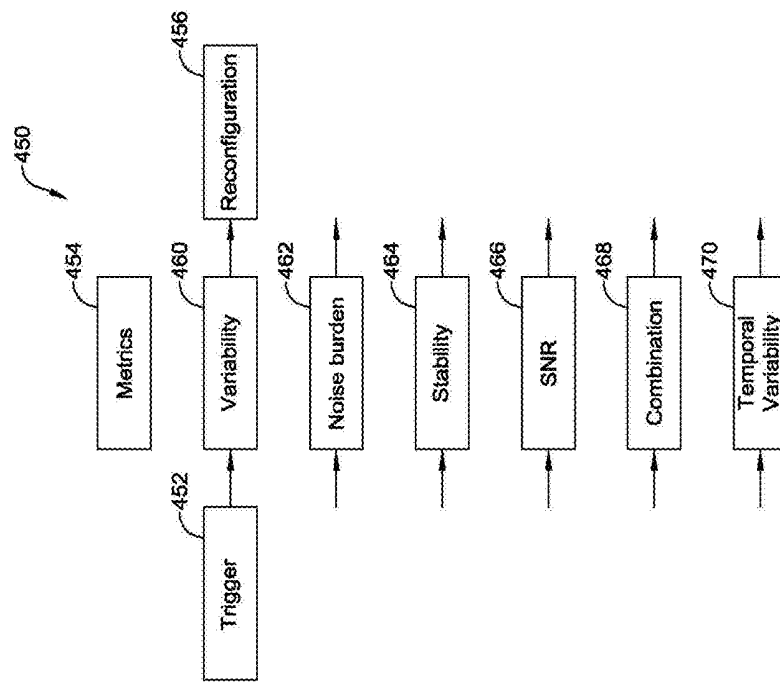 450
454
Metrics
452
Trigger
460
Variability
456
Reconfiguration
462
Noise burden
464
Stability
466
SNR
468
Combination
470
Temporal
Variability